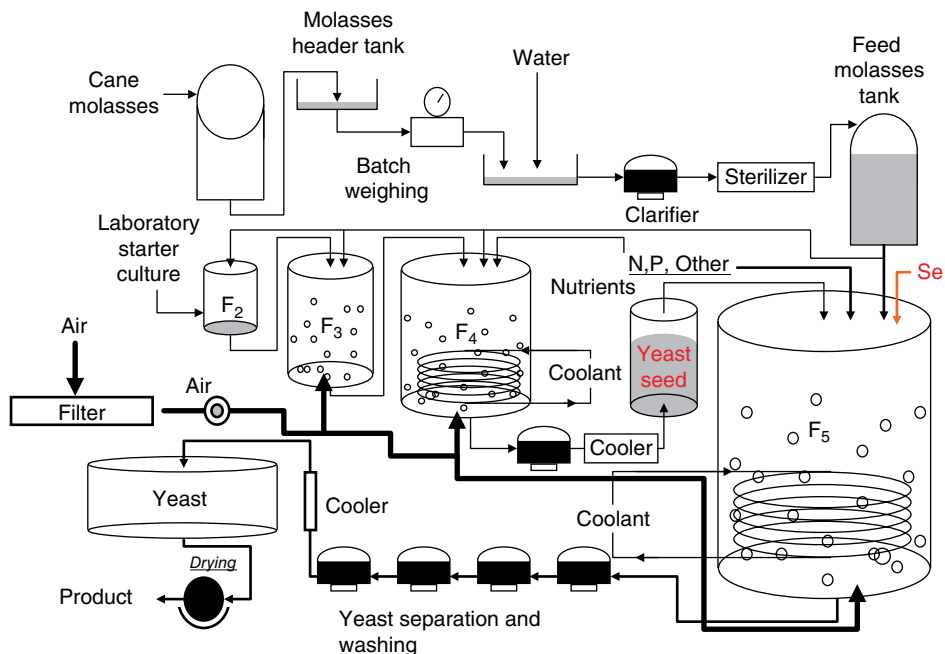 Molasses
header tank
Cane
molasses
Water
Feed
molasses
tank
Batch
weighing
Sterilizer
Clarifier
Laboratory
starter
culture
N,P, Other
Nutrients
Se
F2
F3
F4
Air
Air
Filter
Coolant
Yeast
seed
F5
Cooler
Yeast
Cooler
Coolant
Drying
Product
Yeast separation and
washing